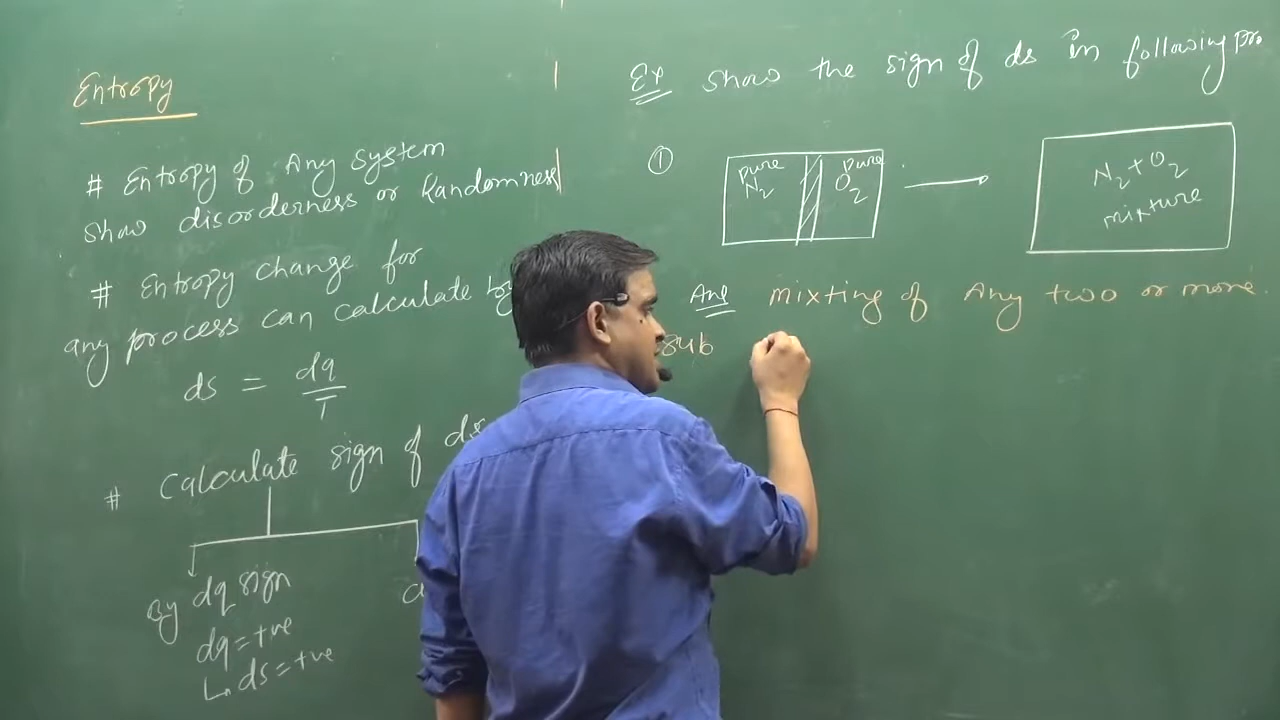 Entropy
# Entropy of Any system
show disorderness or Randomness
# Entropy change for
any process can calculate by
ds = dq/T
# Calculate sign of ds
By dq sign
dq=+ve
↳ ds=+ve
Ex show the sign of ds in following pro
①
pure N2
pure O2
N2+O2
mixture
Ans mixting of Any two or more
sub